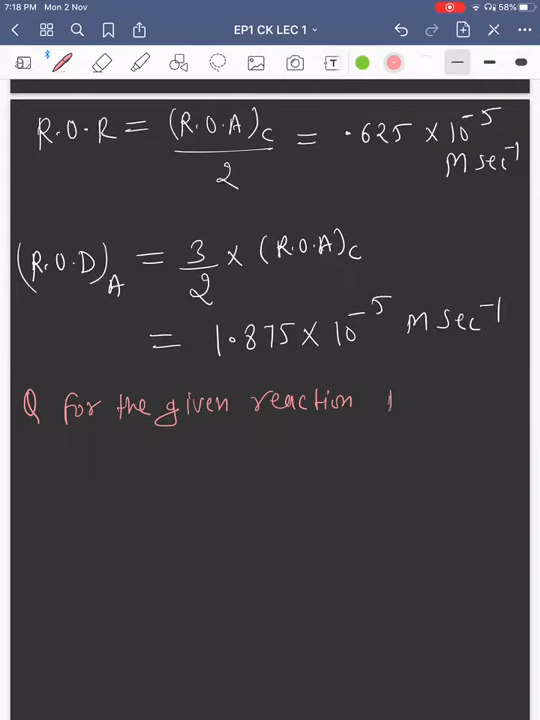 7:18 PM Mon 2 Nov
58%
EP1 CK LEC 1
T
R.O.R = (R.O.A)C / 2 = .625 × 10⁻⁵ M sec⁻¹
(R.O.D)A = 3/2 × (R.O.A)C
= 1.875 × 10⁻⁵ M sec⁻¹
Q for the given reaction